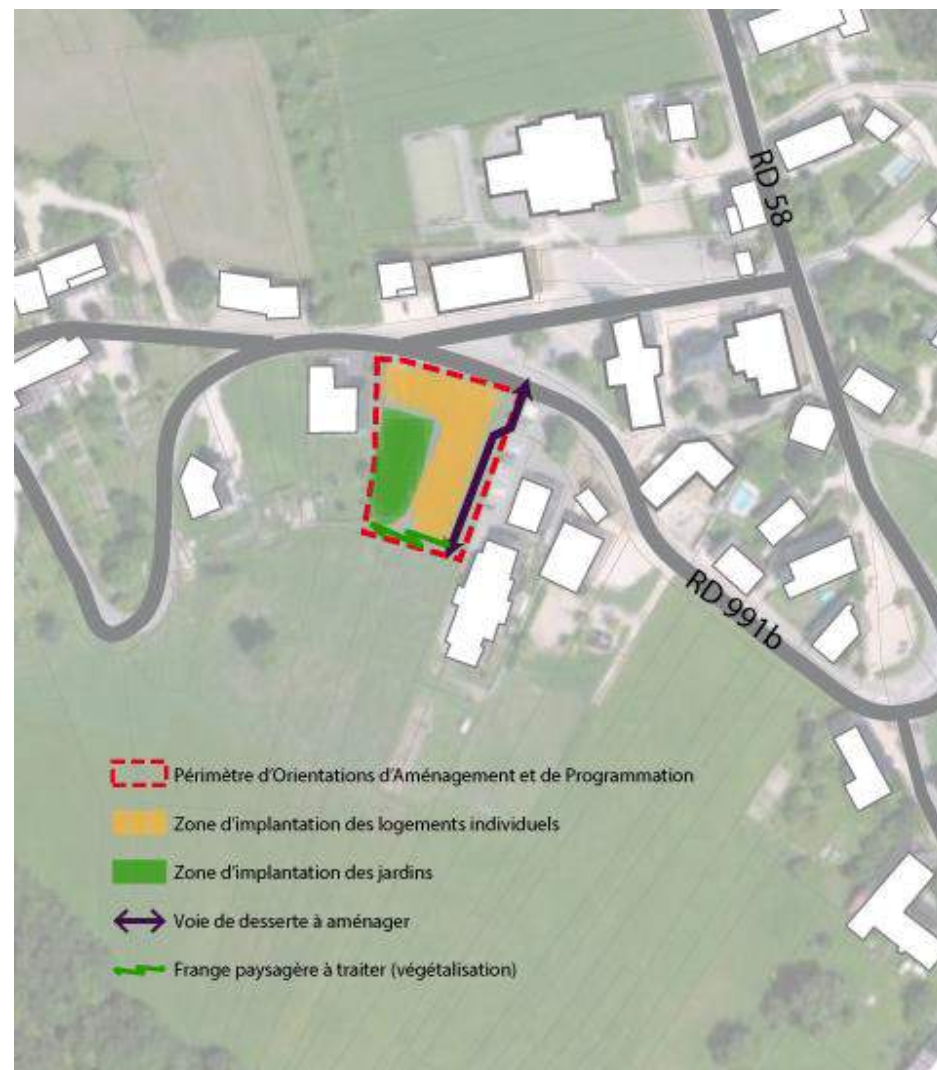 RD 58
RD 991b
Périmètre d'Orientations d'Aménagement et de Programmation
Zone d'implantation des logements individuels
Zone d'implantation des jardins
Voie de desserte à aménager
Frange paysagère à traiter (végétalisation)